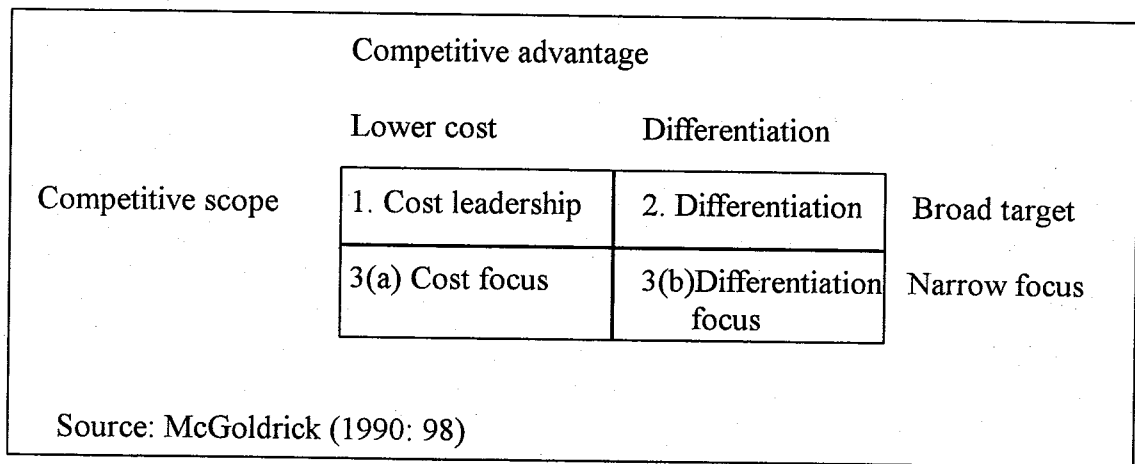 Competitive advantage
Lower cost Differentiation
Competitive scope 1. Cost leadership 2. Differentiation Broad target
3(a) Cost focus 3(b)Differentiation Narrow focus
focus
Source: McGoldrick (1990: 98)